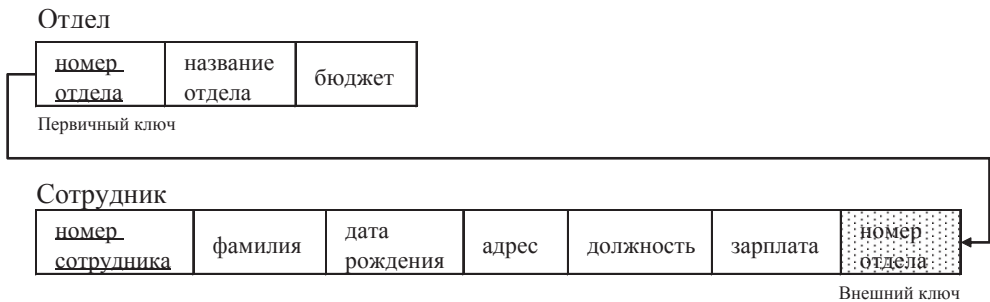 Отдел
номер
отдела
название
отдела
бюджет
Первичный ключ
Сотрудник
номер
сотрудника
фамилия
дата
рождения
адрес
должность
зарплата
номер
отдела
Внешний ключ